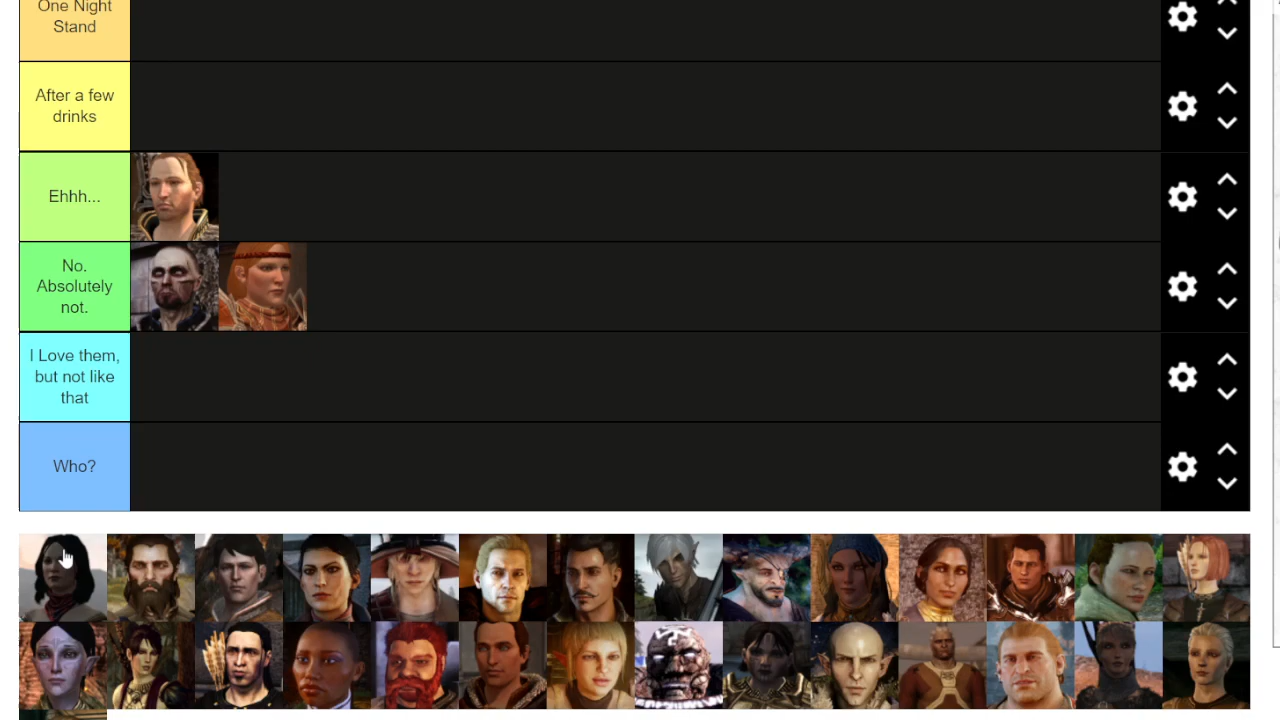 One Night
Stand
After a few
drinks
Ehhh...
No.
Absolutely
not.
I Love them,
but not like
that
Who?